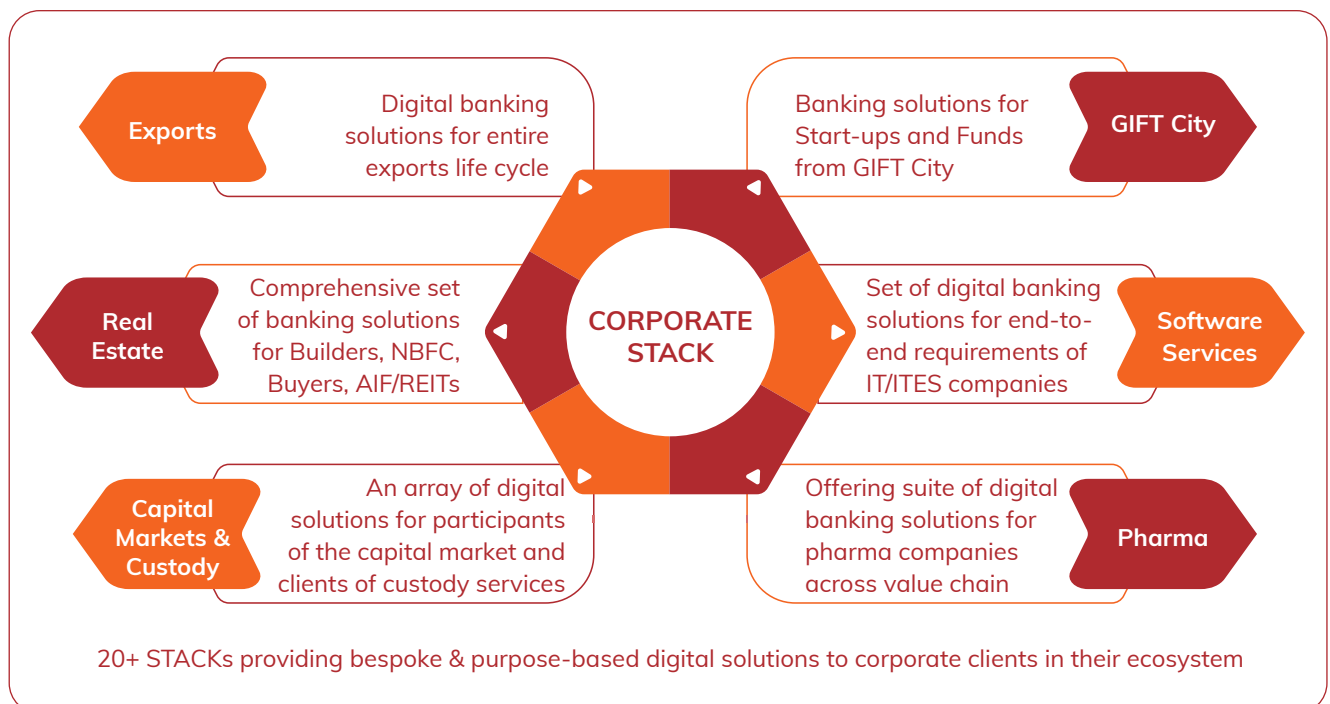 Exports
Digital banking
solutions for entire
exports life cycle
Banking solutions for
Start-ups and Funds
from GIFT City
GIFT City
Real
Estate
Comprehensive set
of banking solutions
for Builders, NBFC,
Buyers, AIF/REITs
CORPORATE
STACK
Set of digital banking
solutions for end-to-
end requirements of
IT/ITES companies
Software
Services
Capital
Markets &
Custody
An array of digital
solutions for participants
of the capital market and
clients of custody services
Offering suite of digital
banking solutions for
pharma companies
across value chain
Pharma
20+ STACKs providing bespoke & purpose-based digital solutions to corporate clients in their ecosystem